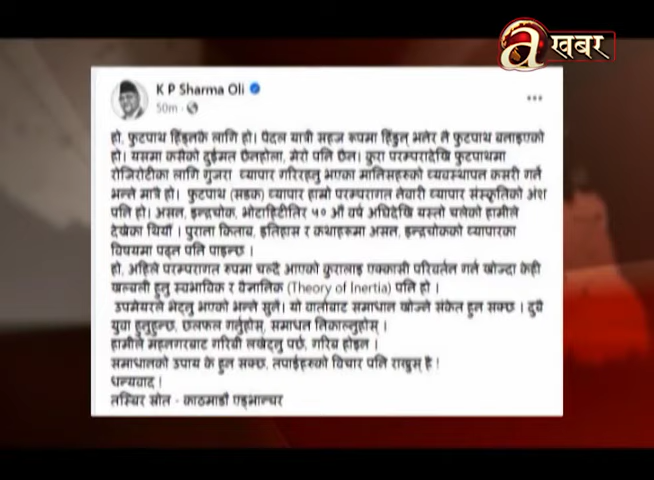 a खबर
K P Sharma Oli
50m
हो, फुटपाथ हिंड्नकै लागि हो। पैदल यात्री सहज रूपमा हिंडुन् भनेर नै फुटपाथ बनाइएको
हो। यसमा कसैको दुईमत छैनहोला, मेरो पनि छैन। कुरा परम्परादेखि फुटपाथमा
रोजिरोटीका लागि गुजरा व्यापार गरिरहनु भएका मानिसहरुको व्यवस्थापन कसरी गर्ने
भन्ने मात्रै हो। फुटपाथ (सडक) व्यापार हाम्रो परम्परागत नेवारी व्यापार संस्कृतिको अंश
पनि हो। असन, इन्द्रचोक, भोटाहिटीतिर ५० औं वर्ष अघिदेखि यस्तो चलेको हामीले
देखेका थियौं । पुराना किताब, इतिहास र कथाहरूमा असन, इन्द्रचोकको व्यापारका
विषयमा पढ्न पनि पाइन्छ ।
हो, अहिले परम्परागत रुपमा चल्दै आएको कुरालाई एक्कासी परिवर्तन गर्न खोज्दा केही
खल्बली हुनु स्वभाविक र वैज्ञानिक (Theory of Inertia) पनि हो ।
उपमेयरले भेट्नु भएको भन्ने सुनें। यो वार्ताबाट समाधान खोज्ने संकेत हुन सक्छ । दुवै
युवा हुनुहुन्छ, छलफल गर्नुहोस्, समाधन निकाल्नुहोस् ।
हामीले महानगरबाट गरिबी लखेट्नु पर्छ, गरिब होइन ।
समाधानको उपाय के हुन सक्छ, तपाईहरुको विचार पनि राख्नुस् है !
धन्यवाद !
तस्बिर स्रोत - काठमाडौं एड्भान्चर